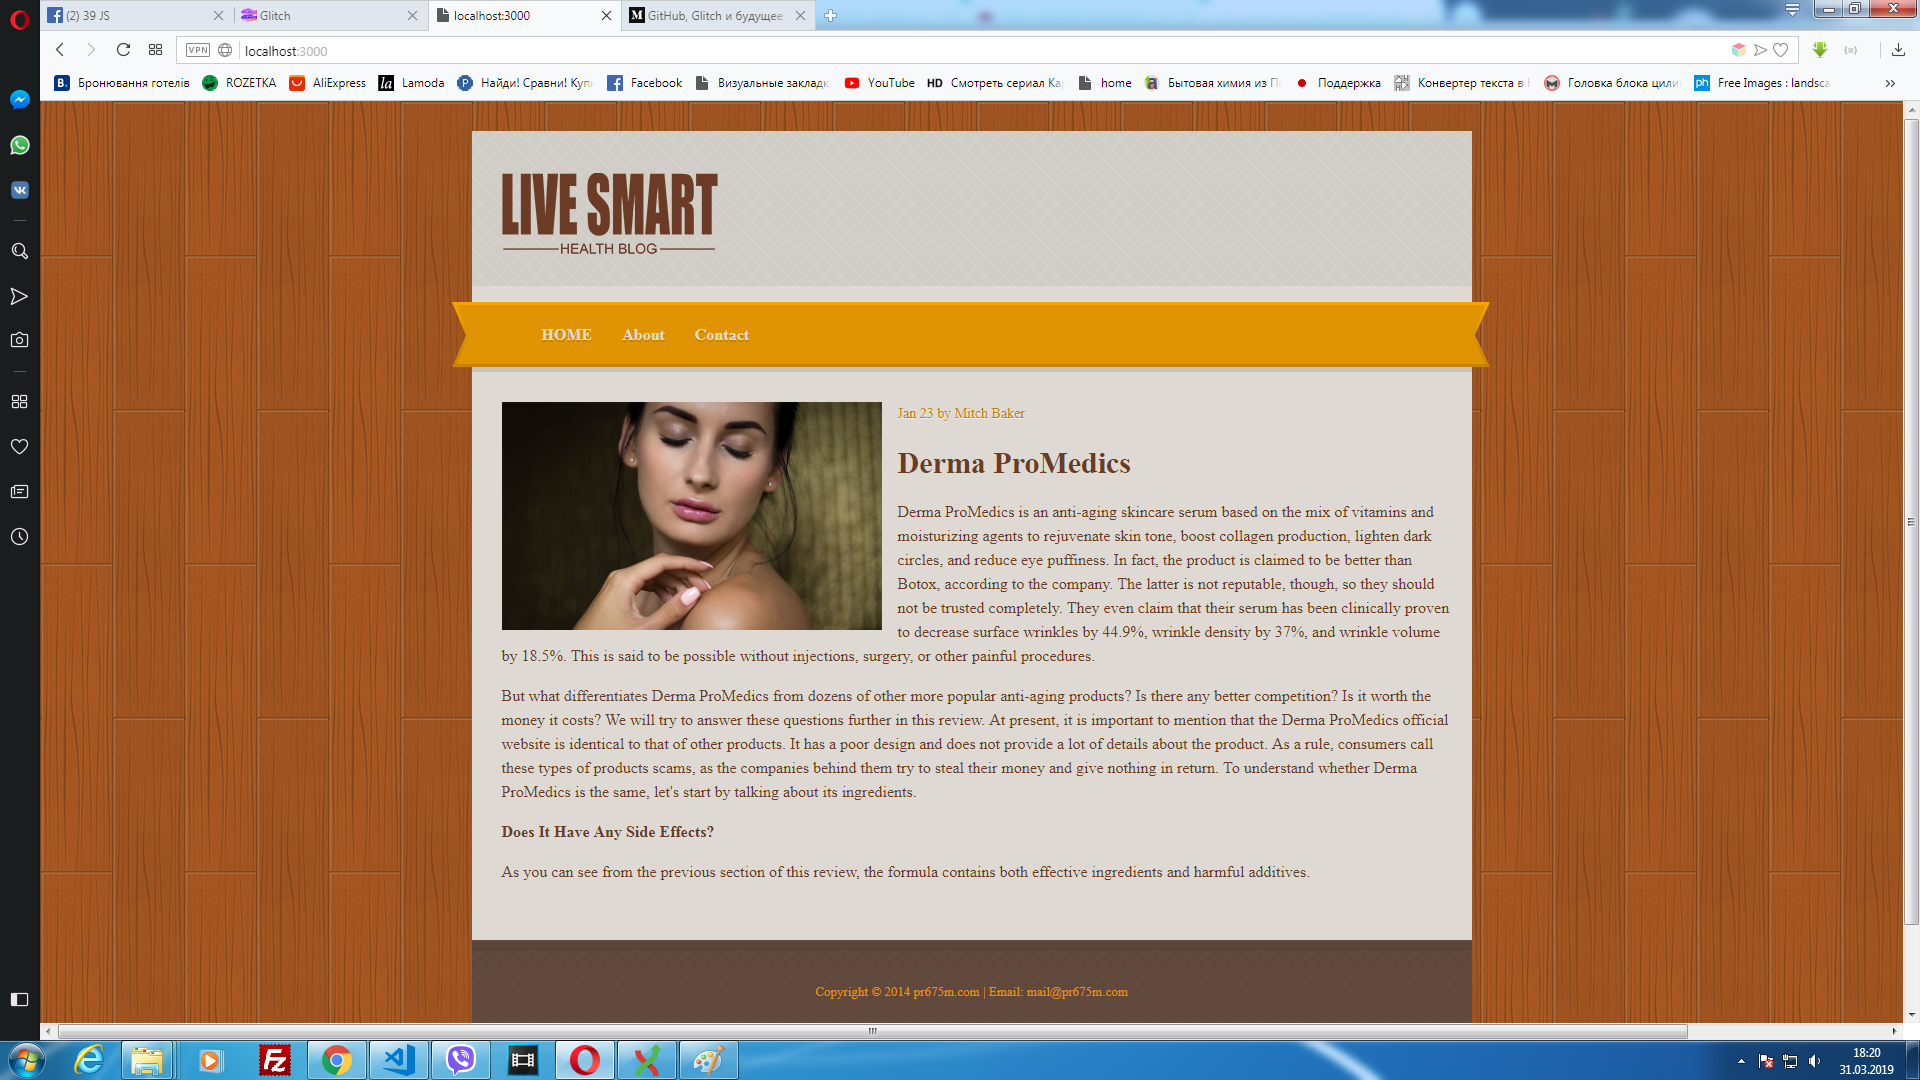 (2) 39 JS
Glitch
localhost:3000
GitHub, Glitch и будущее
VPN
localhost:3000
Бронювання готелів
ROZETKA
AliExpress
Lamoda
Найди! Сравни! Купи
Facebook
Визуальные закладк
YouTube
HD Смотреть сериал Ка
home
Бытовая химия из П
Поддержка
Конвертер текста в
Головка блока цили
Free Images : landsca
LIVE SMART
HEALTH BLOG
HOME
About
Contact
Jan 23 by Mitch Baker
Derma ProMedics
Derma ProMedics is an anti-aging skincare serum based on the mix of vitamins and
moisturizing agents to rejuvenate skin tone, boost collagen production, lighten dark
circles, and reduce eye puffiness. In fact, the product is claimed to be better than
Botox, according to the company. The latter is not reputable, though, so they should
not be trusted completely. They even claim that their serum has been clinically proven
to decrease surface wrinkles by 44.9%, wrinkle density by 37%, and wrinkle volume
by 18.5%. This is said to be possible without injections, surgery, or other painful procedures.
But what differentiates Derma ProMedics from dozens of other more popular anti-aging products? Is there any better competition? Is it worth the
money it costs? We will try to answer these questions further in this review. At present, it is important to mention that the Derma ProMedics official
website is identical to that of other products. It has a poor design and does not provide a lot of details about the product. As a rule, consumers call
these types of products scams, as the companies behind them try to steal their money and give nothing in return. To understand whether Derma
ProMedics is the same, let's start by talking about its ingredients.
Does It Have Any Side Effects?
As you can see from the previous section of this review, the formula contains both effective ingredients and harmful additives.
Copyright © 2014 pr675m.com | Email: mail@pr675m.com
18:20
31.03.2019